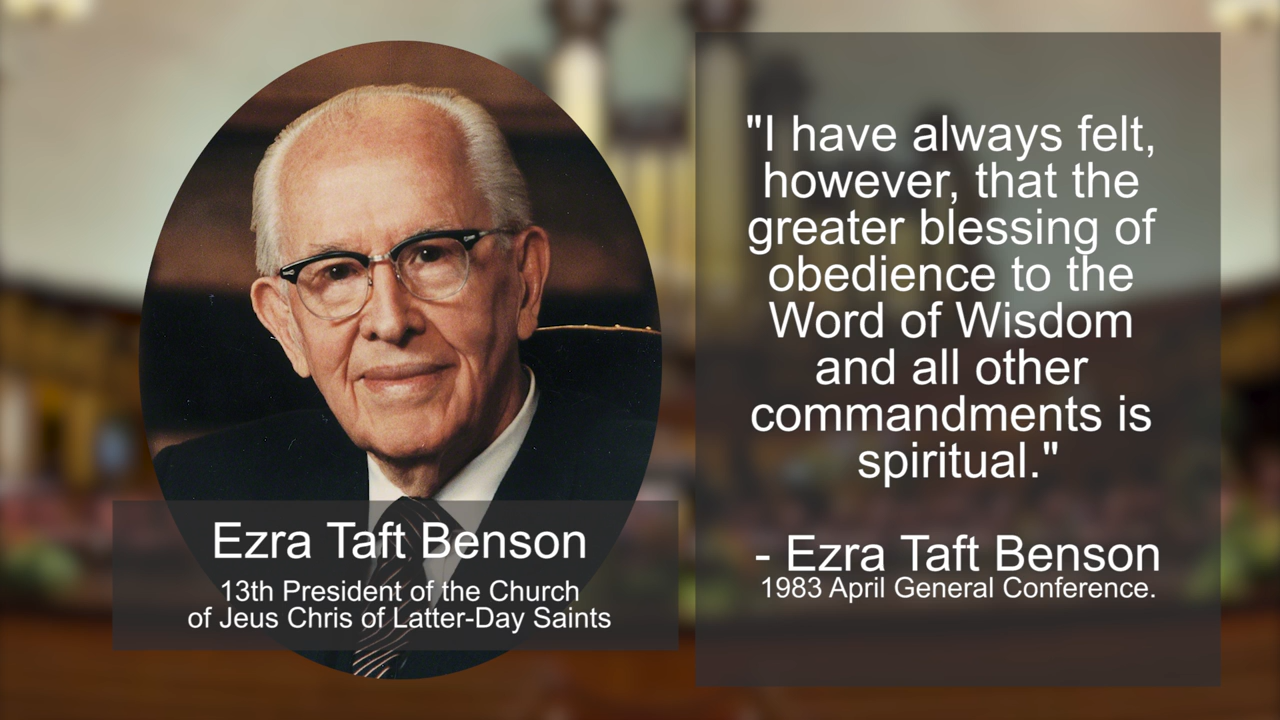 Ezra Taft Benson
13th President of the Church
of Jeus Chris of Latter-Day Saints
"I have always felt,
however, that the
greater blessing of
obedience to the
Word of Wisdom
and all other
commandments is
spiritual."
- Ezra Taft Benson
1983 April General Conference.